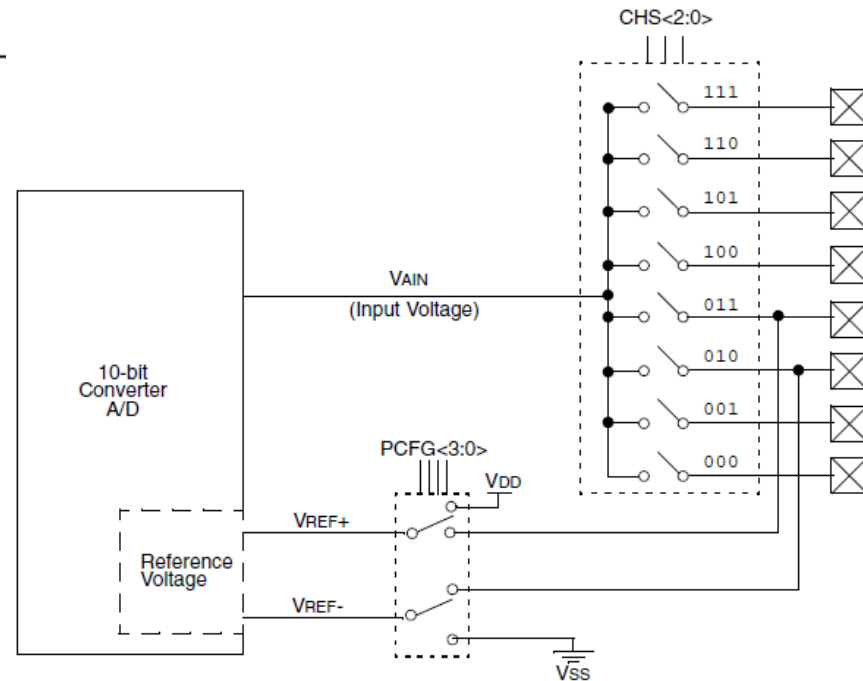 CHS<2:0>
111
110
101
100
VAIN
(Input Voltage)
011
010
10-bit
Converter
A/D
001
PCFG<3:0>
000
VDD
VREF+
Reference
Voltage
VREF-
VSS